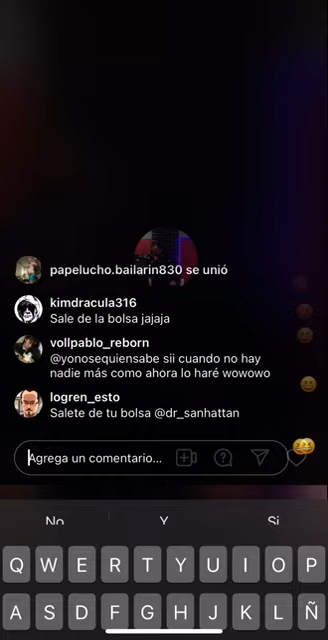 papelucho.bailarin830 se unió
kimdracula316
Sale de la bolsa jajaja
vollpablo_reborn
@yonosequiensabe sii cuando no hay
nadie más como ahora lo haré wowowo
logren_esto
Salete de tu bolsa @dr_sanhattan
Agrega un comentario...
No Y Si
Q W E R T Y U I O P
A S D F G H J K L Ñ